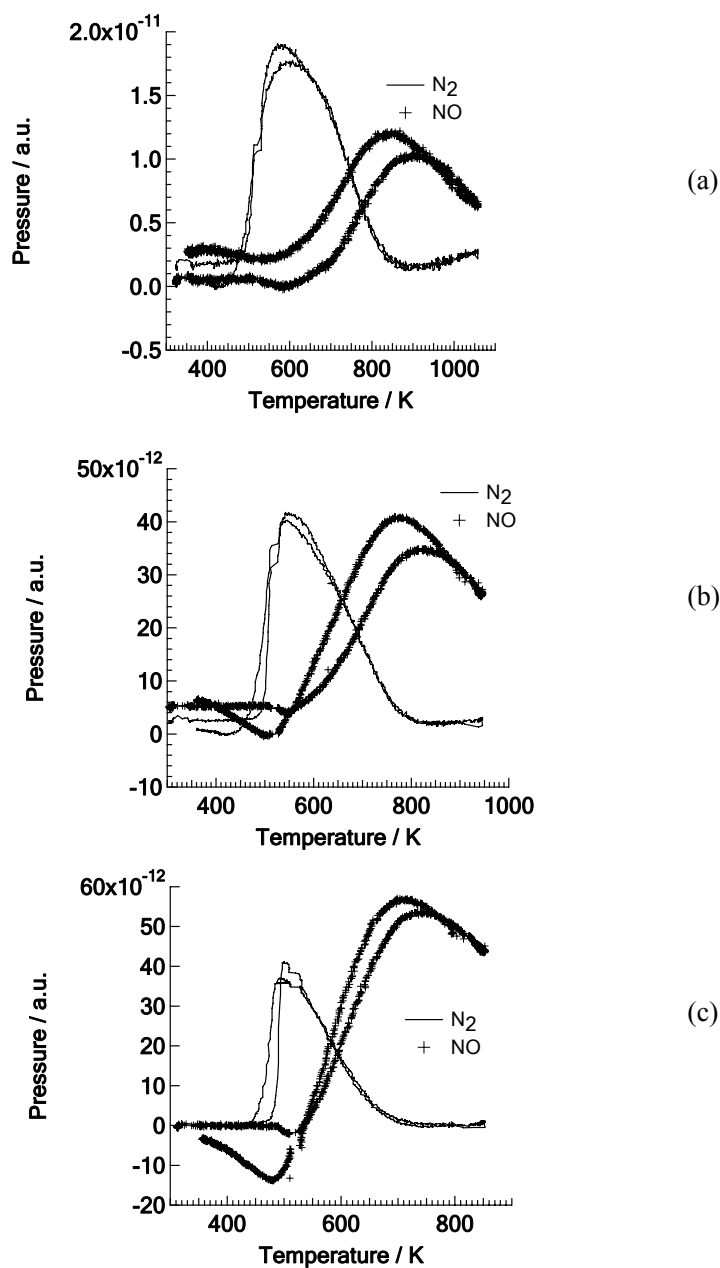 2.0x10-11
N2
NO
1.5
1.0
0.5
0.0
-0.5
Pressure / a.u.
400 600 800 1000
Temperature / K
(a)
50x10-12
N2
NO
40
30
20
10
0
-10
Pressure / a.u.
400 600 800 1000
Temperature / K
(b)
60x10-12
50
40
30
N2
NO
20
10
0
-10
-20
Pressure / a.u.
400 600 800
Temperature / K
(c)